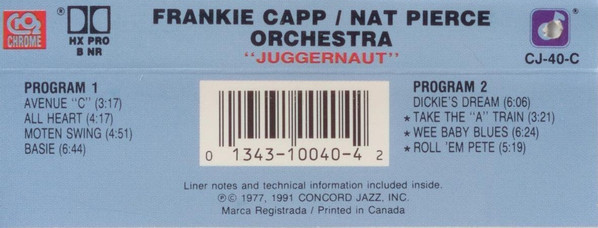 CrO2
CHROME
HX PRO
B NR
FRANKIE CAPP / NAT PIERCE
ORCHESTRA
"JUGGERNAUT"
CJ-40-C
PROGRAM 1
AVENUE "C" (3:17)
ALL HEART (4:17)
MOTEN SWING (4:51)
BASIE (6:44)
0 1343-10040-4 2
PROGRAM 2
DICKIE'S DREAM (6:06)
★ TAKE THE "A" TRAIN (3:21)
★ WEE BABY BLUES (6:24)
★ ROLL 'EM PETE (5:19)
Liner notes and technical information included inside.
℗© 1977, 1991 CONCORD JAZZ, INC.
Marca Registrada / Printed in Canada